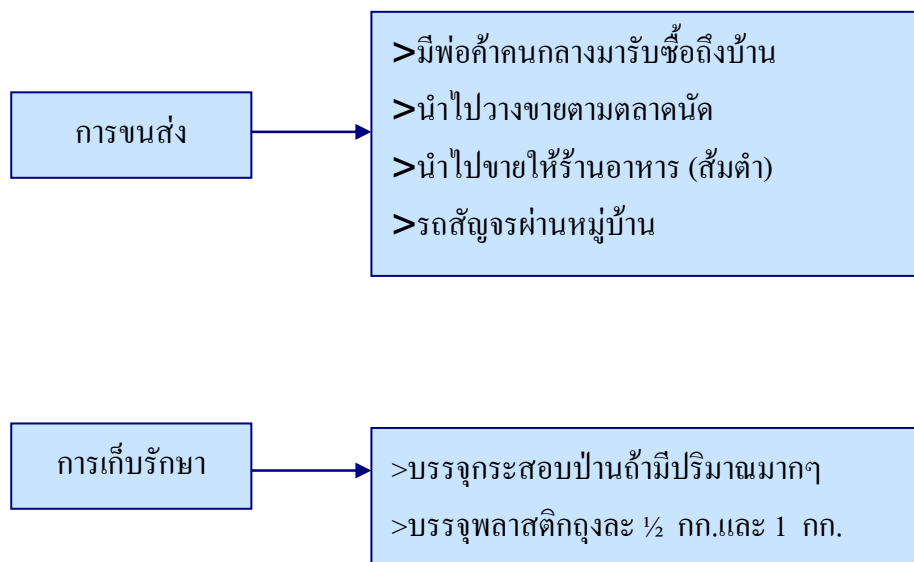 การขนส่ง
>มีพ่อค้าคนกลางมารับซื้อถึงบ้าน
>นำไปวางขายตามตลาดนัด
>นำไปขายให้ร้านอาหาร (ส้มตำ)
>รถสัญจรผ่านหมู่บ้าน
การเก็บรักษา
>บรรจุกระสอบป่านถ้ามีปริมาณมากๆ
>บรรจุพลาสติกถุงละ ½ กก.และ 1 กก.